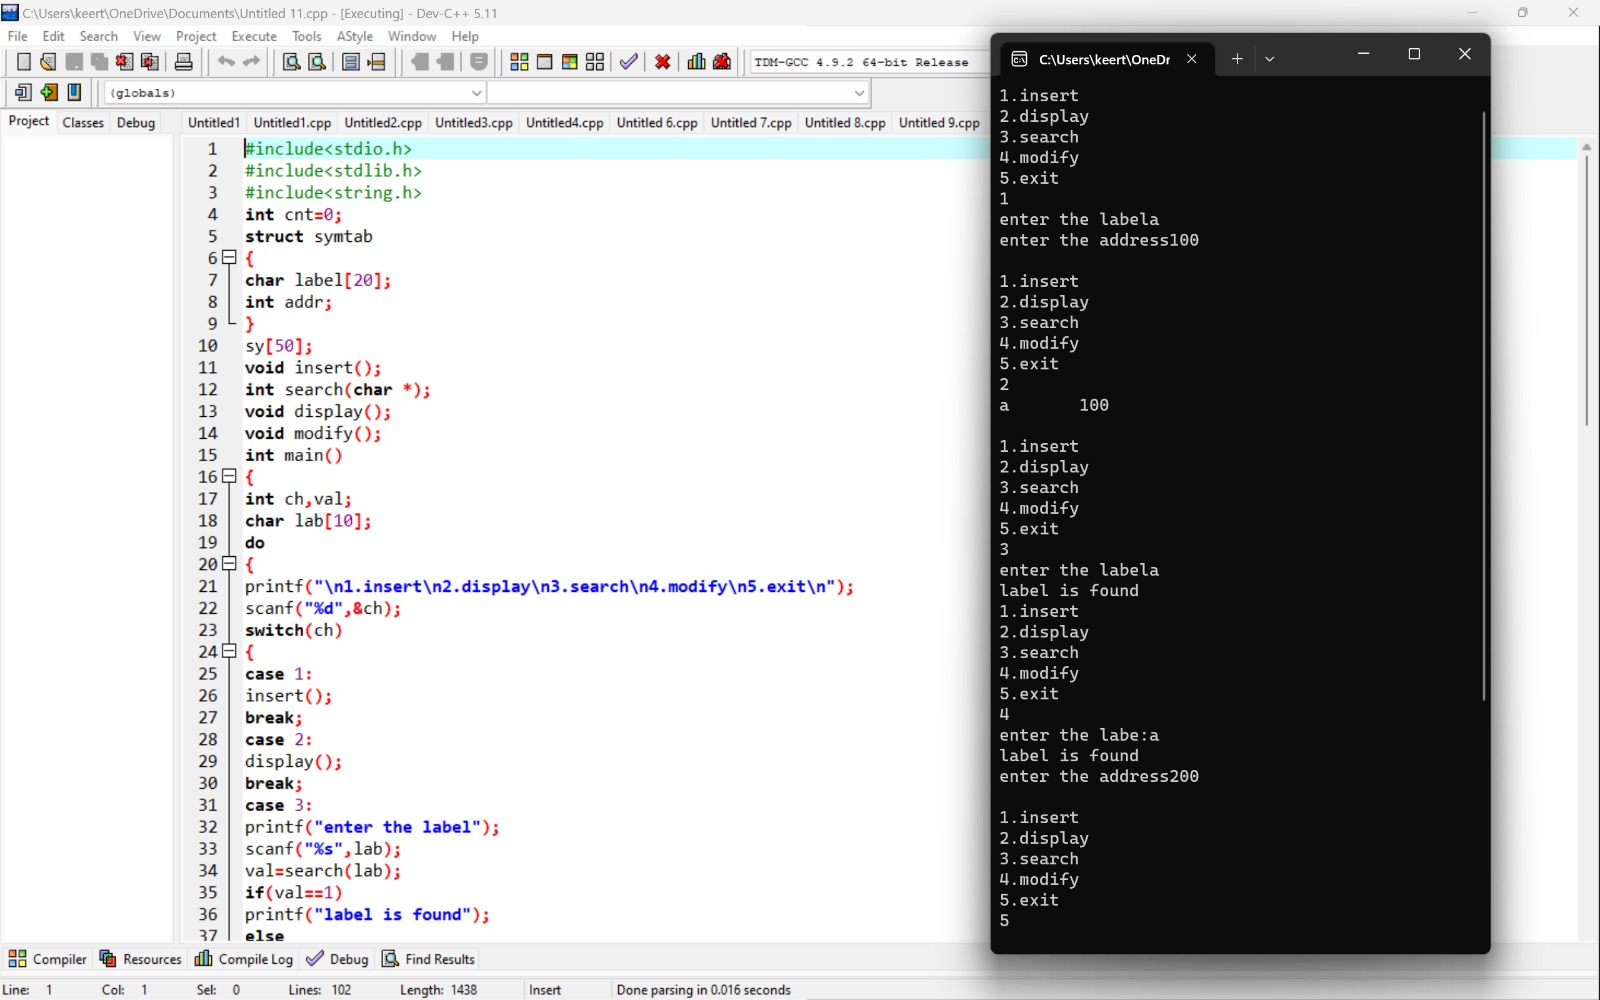 C:\Users\keert\OneDrive\Documents\Untitled 11.cpp - [Executing] - Dev-C++ 5.11
File Edit Search View Project Execute Tools AStyle Window Help
TDM-GCC 4.9.2 64-bit Release
(globals)
Project Classes Debug
Untitled1 Untitled1.cpp Untitled2.cpp Untitled3.cpp Untitled4.cpp Untitled 6.cpp Untitled 7.cpp Untitled 8.cpp Untitled 9.cpp
1 #include<stdio.h>
2 #include<stdlib.h>
3 #include<string.h>
4 int cnt=0;
5 struct symtab
6 {
7 char label[20];
8 int addr;
9 }
10 sy[50];
11 void insert();
12 int search(char *);
13 void display();
14 void modify();
15 int main()
16 {
17 int ch,val;
18 char lab[10];
19 do
20 {
21 printf("\n1.insert\n2.display\n3.search\n4.modify\n5.exit\n");
22 scanf("%d",&ch);
23 switch(ch)
24 {
25 case 1:
26 insert();
27 break;
28 case 2:
29 display();
30 break;
31 case 3:
32 printf("enter the label");
33 scanf("%s",lab);
34 val=search(lab);
35 if(val==1)
36 printf("label is found");
37 else
Compiler Resources Compile Log Debug Find Results
Line: 1 Col: 1 Sel: 0 Lines: 102 Length: 1438 Insert Done parsing in 0.016 seconds
C:\Users\keert\OneDr
1.insert
2.display
3.search
4.modify
5.exit
1
enter the labela
enter the address100
1.insert
2.display
3.search
4.modify
5.exit
2
a 100
1.insert
2.display
3.search
4.modify
5.exit
3
enter the labela
label is found
1.insert
2.display
3.search
4.modify
5.exit
4
enter the labe:a
label is found
enter the address200
1.insert
2.display
3.search
4.modify
5.exit
5